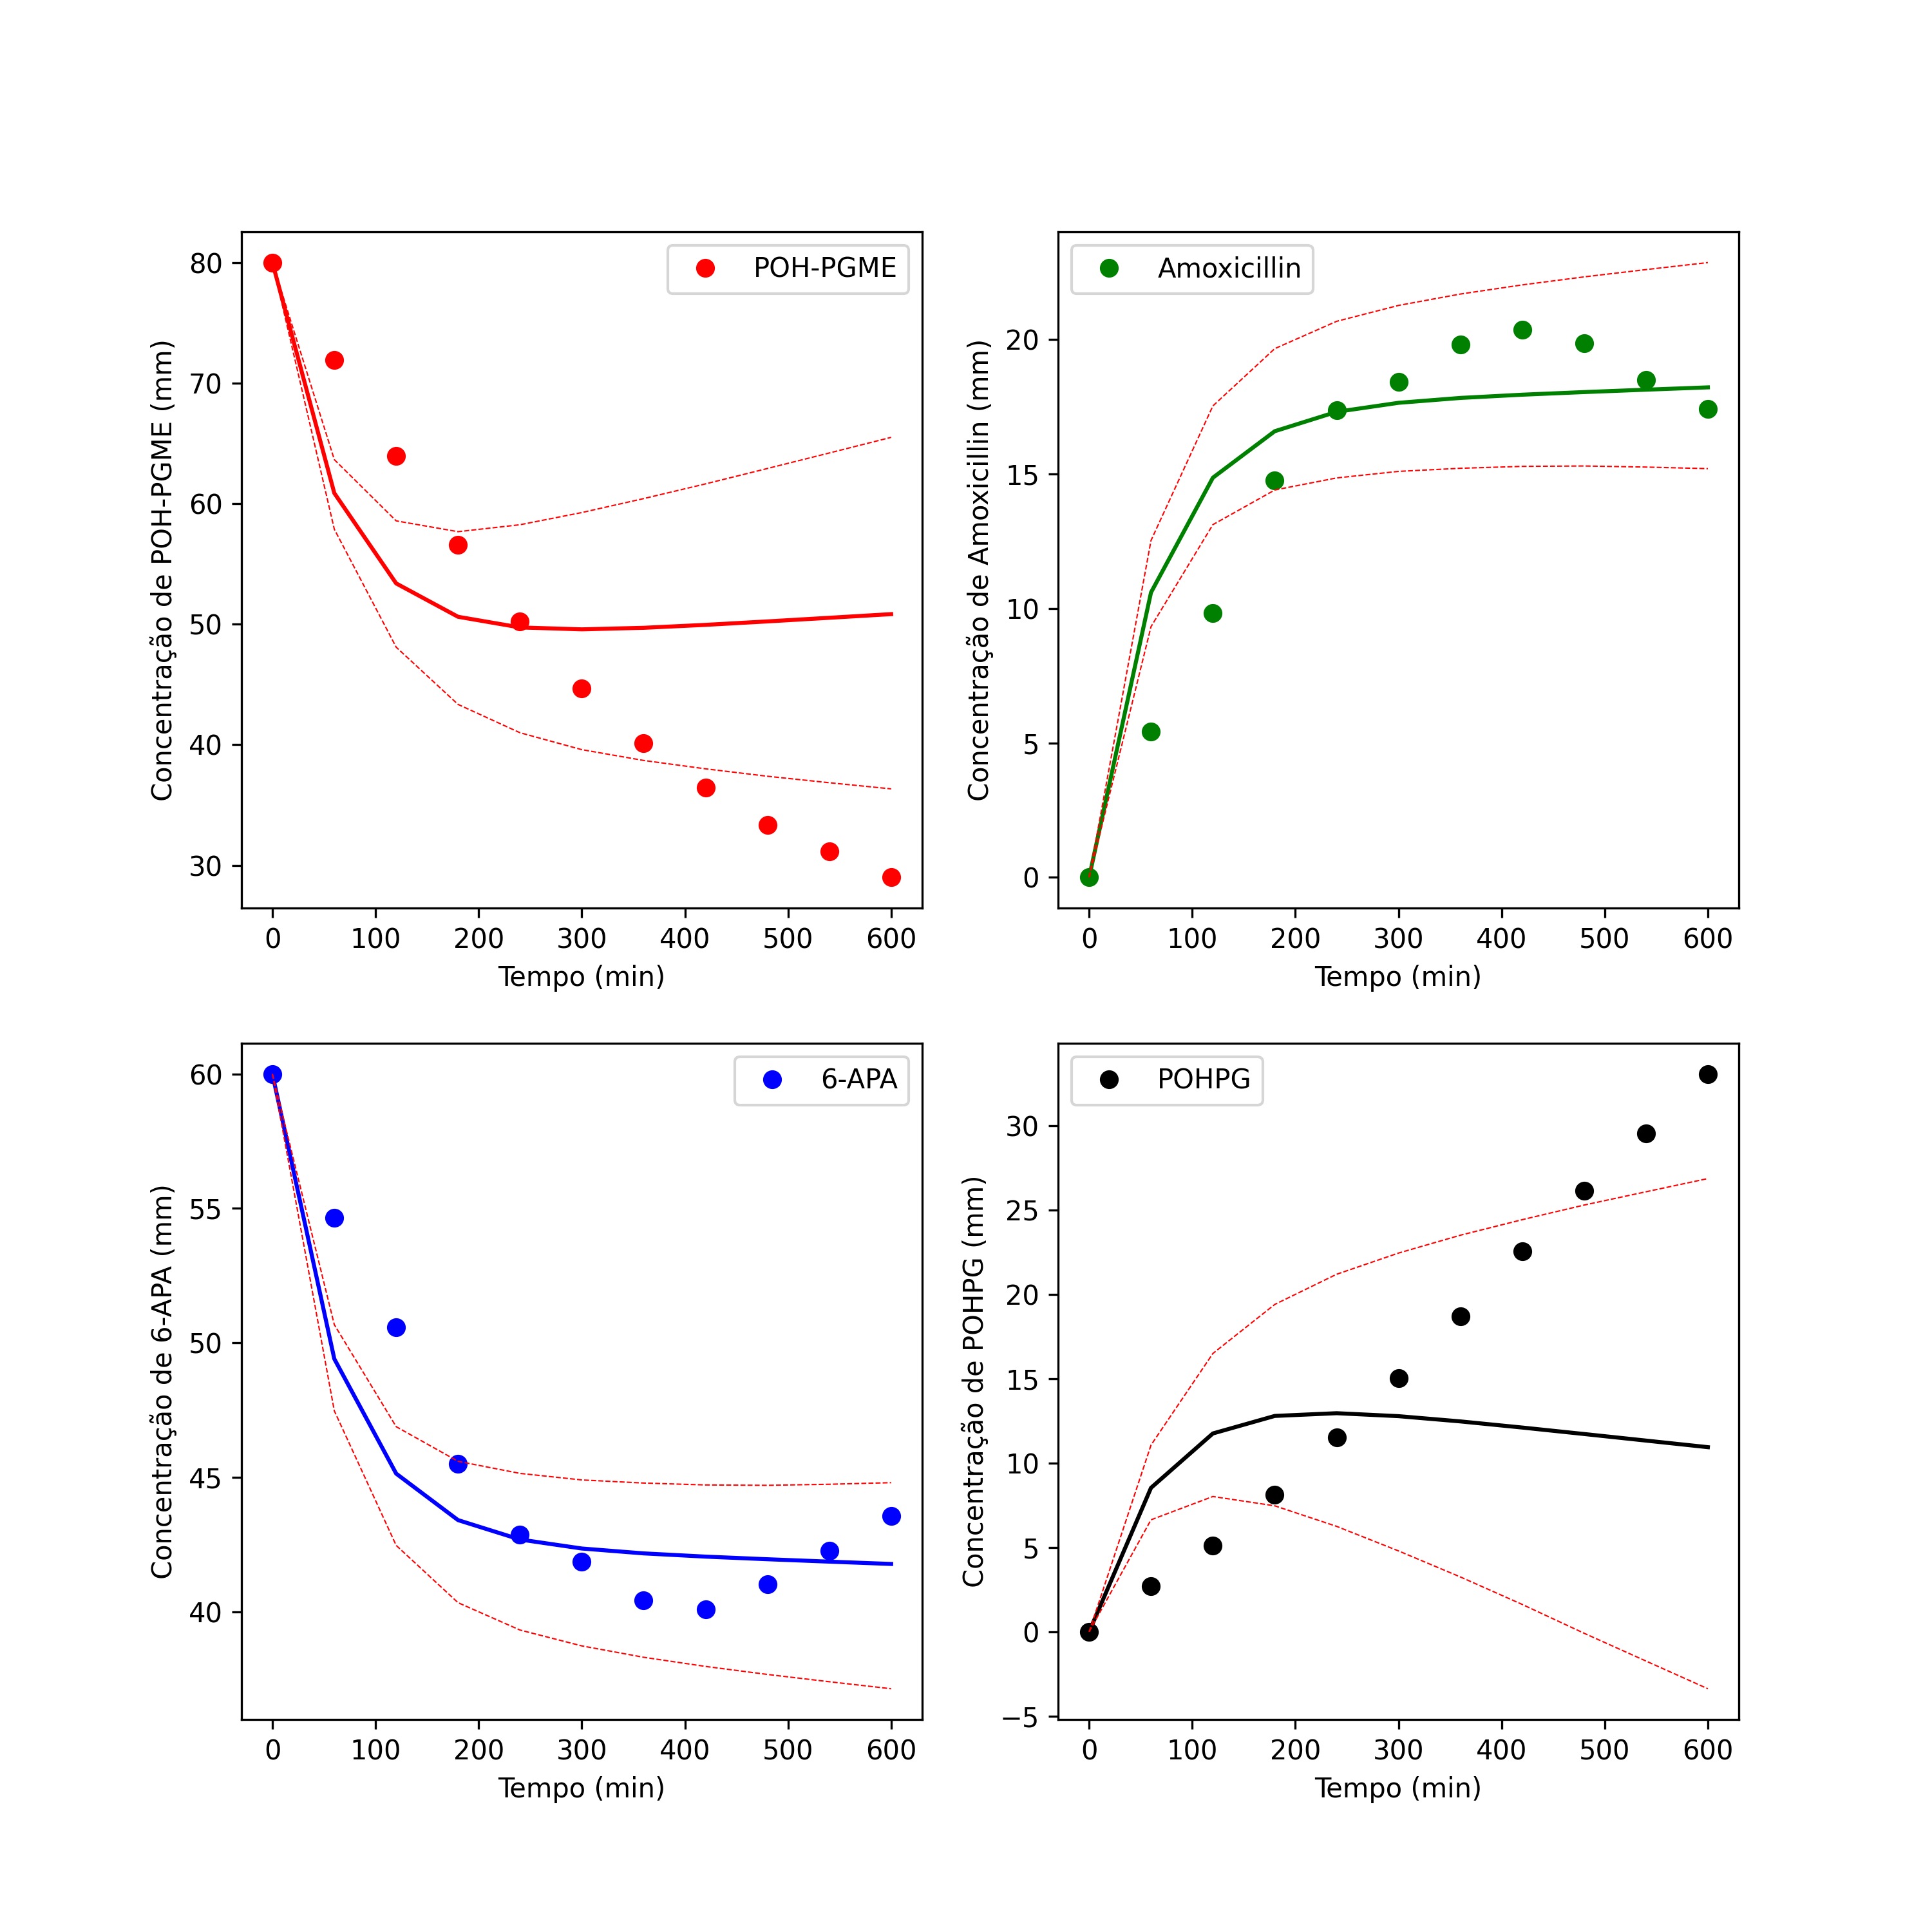 POH-PGME
80
70
60
50
40
30
Concentração de POH-PGME (mm)
0 100 200 300 400 500 600
Tempo (min)
Amoxicillin
20
15
10
5
0
Concentração de Amoxicillin (mm)
0 100 200 300 400 500 600
Tempo (min)
6-APA
60
55
50
45
40
Concentração de 6-APA (mm)
0 100 200 300 400 500 600
Tempo (min)
POHPG
30
25
20
15
10
5
0
−5
Concentração de POHPG (mm)
0 100 200 300 400 500 600
Tempo (min)